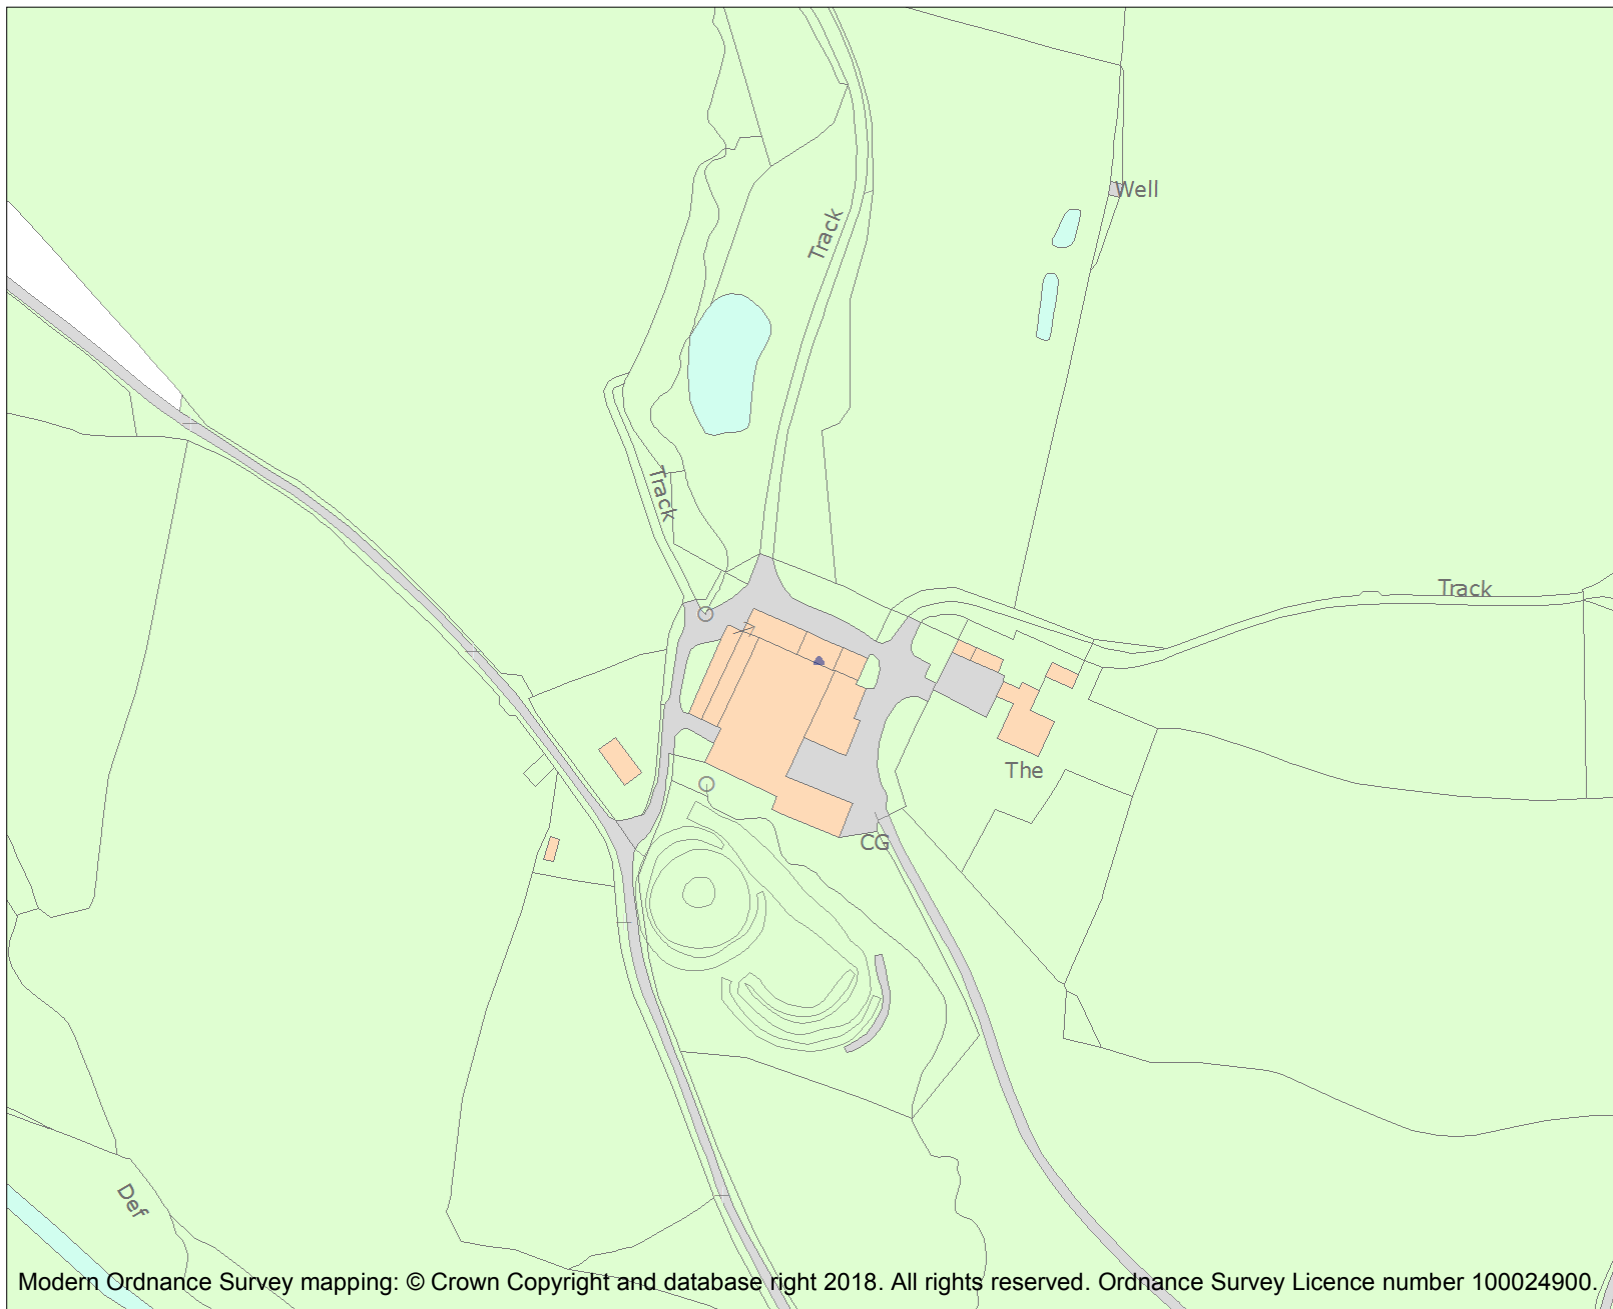 Well
Track
Track
Track
The
CG
Def
Modern Ordnance Survey mapping: © Crown Copyright and database right 2018. All rights reserved. Ordnance Survey Licence number 100024900.